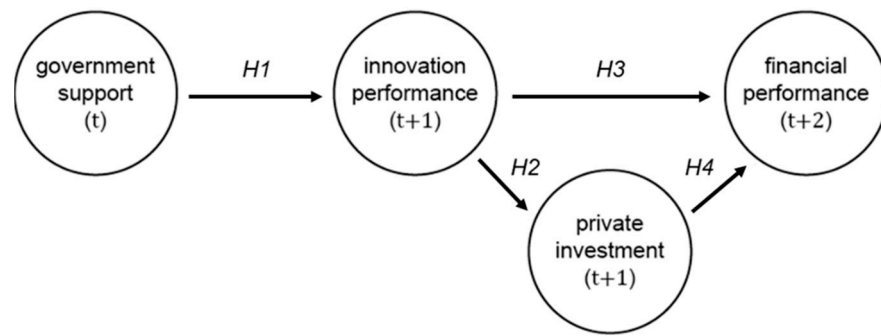 government
support
(t)
H1
innovation
performance
(t+1)
H3
financial
performance
(t+2)
H2
H4
private
investment
(t+1)